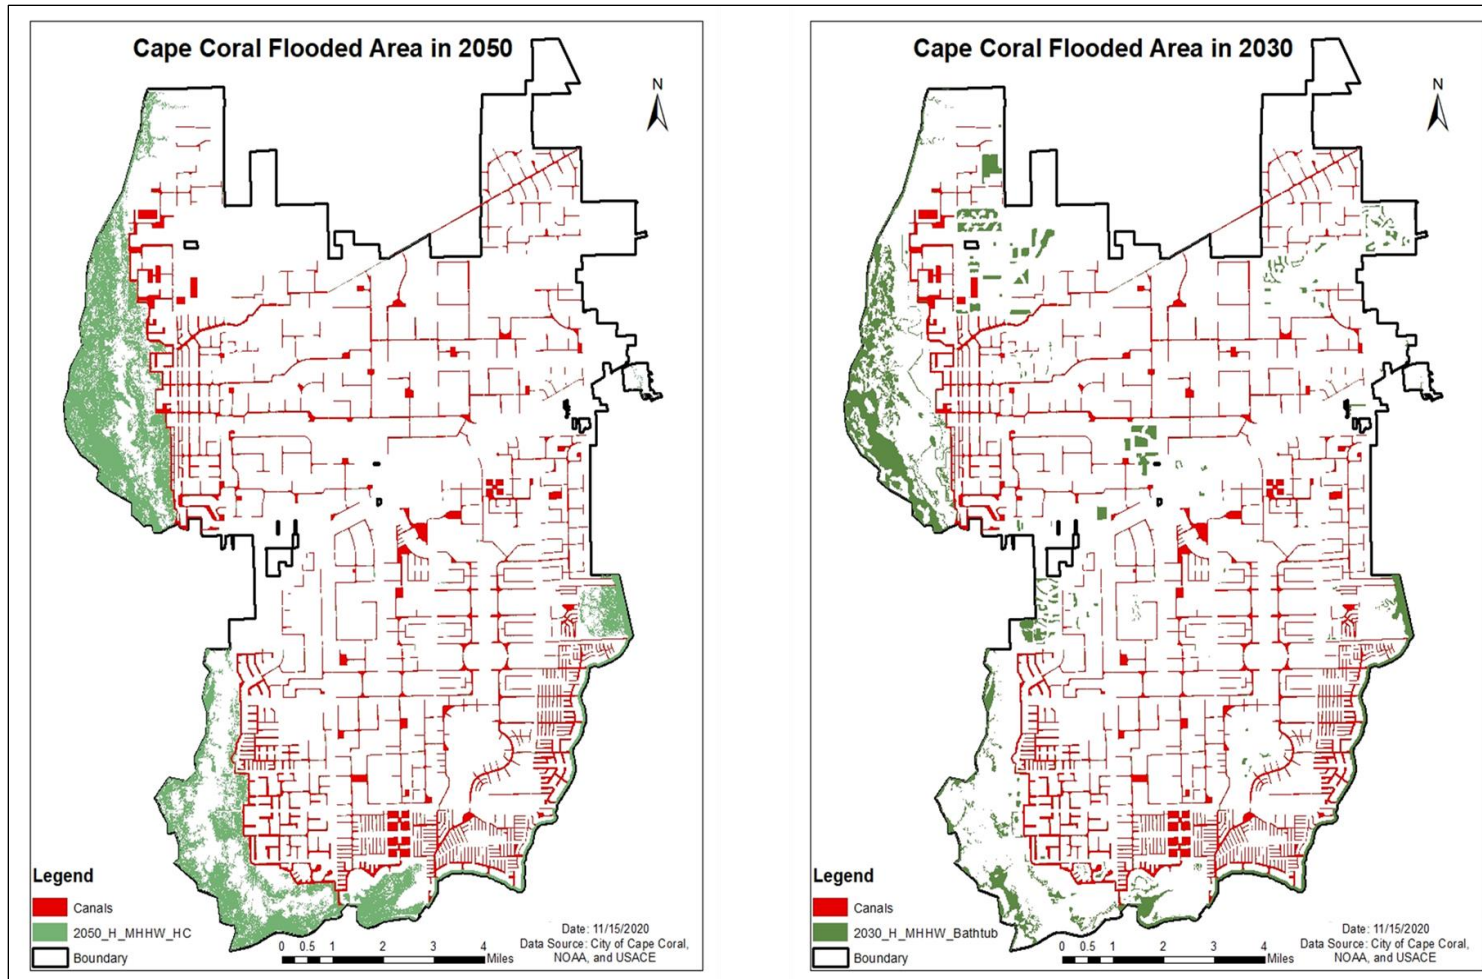 Cape Coral Flooded Area in 2050
N
Legend
Canals
2050_H_MHHW_HC
Boundary
0 0.5 1 2 3 4
Miles
Date: 11/15/2020
Data Source: City of Cape Coral,
NOAA, and USACE
Cape Coral Flooded Area in 2030
N
Legend
Canals
2030_H_MHHW_Bathtub
Boundary
0 0.5 1 2 3 4
Miles
Date: 11/15/2020
Data Source: City of Cape Coral,
NOAA, and USACE